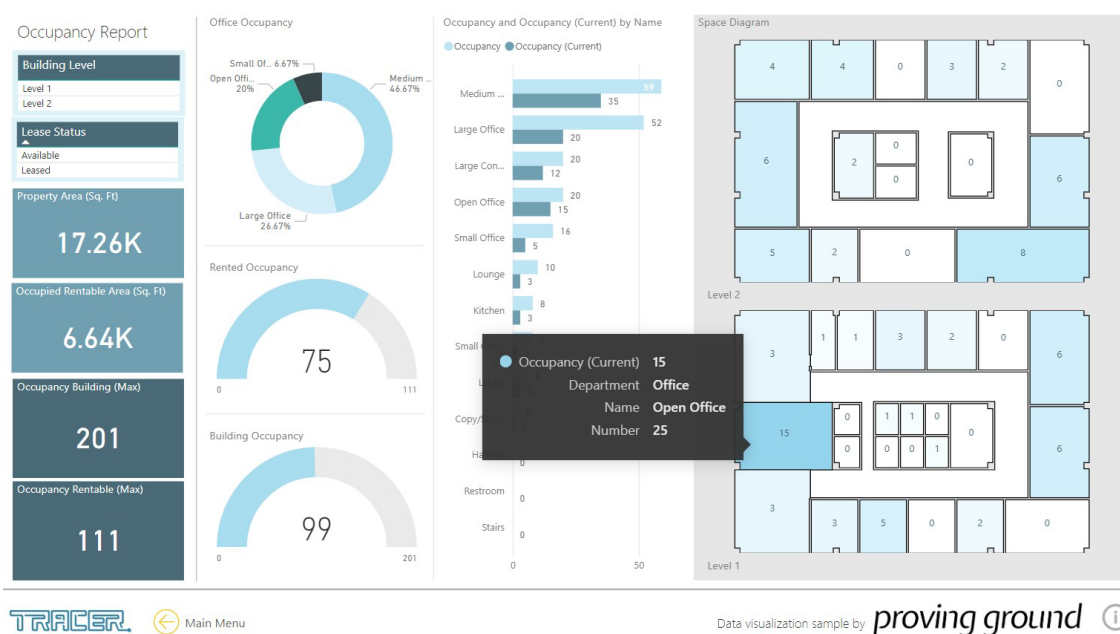 Occupancy Report
Building Level
Level 1
Level 2
Lease Status
Available
Leased
Property Area (Sq. Ft)
17.26K
Occupied Rentable Area (Sq. Ft)
6.64K
Occupancy Building (Max)
201
Occupancy Rentable (Max)
111
Office Occupancy
Small Of.. 6.67%
Open Offi...
20%
Medium ...
46.67%
Large Office
26.67%
Rented Occupancy
75
0
111
Building Occupancy
99
0
201
Occupancy and Occupancy (Current) by Name
Occupancy Occupancy (Current)
Medium ... 59
35
Large Office 52
20
Large Con... 20
12
Open Office 20
15
Small Office 16
5
Lounge 10
3
Kitchen 8
3
Small
Copy/
Ha
0
Restroom 0
Stairs 0
0 50
Occupancy (Current) 15
Department Office
Name Open Office
Number 25
Space Diagram
4 4 0 3 2 0
6 2 0 0 0 6
5 2 0 8
Level 2
3 1 1 3 2 0 6
15 0 1 1 0 0
0 0 0 1 6
3 3 5 0 2 0
Level 1
TRACER
Main Menu
Data visualization sample by proving ground
i